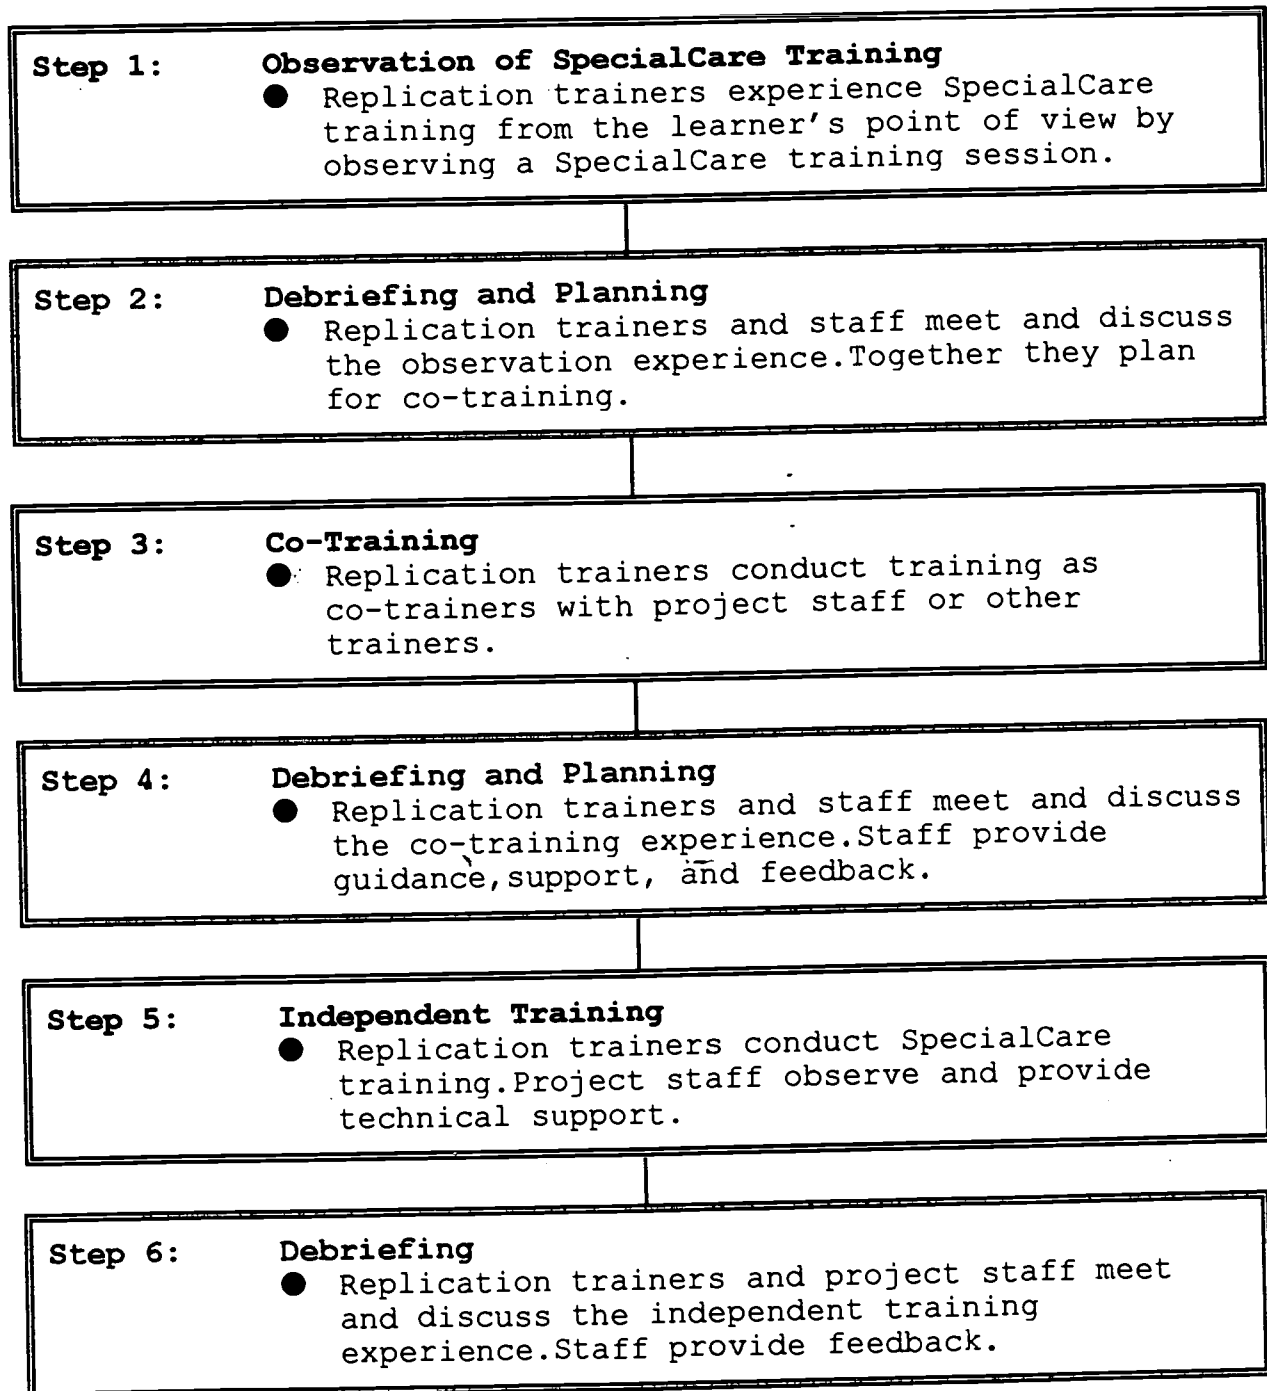 Step 1: Observation of SpecialCare Training
● Replication trainers experience SpecialCare
training from the learner's point of view by
observing a SpecialCare training session.
Step 2: Debriefing and Planning
● Replication trainers and staff meet and discuss
the observation experience.Together they plan
for co-training.
Step 3: Co-Training
● Replication trainers conduct training as
co-trainers with project staff or other
trainers.
Step 4: Debriefing and Planning
● Replication trainers and staff meet and discuss
the co-training experience.Staff provide
guidance,support, and feedback.
Step 5: Independent Training
● Replication trainers conduct SpecialCare
training.Project staff observe and provide
technical support.
Step 6: Debriefing
● Replication trainers and project staff meet
and discuss the independent training
experience.Staff provide feedback.